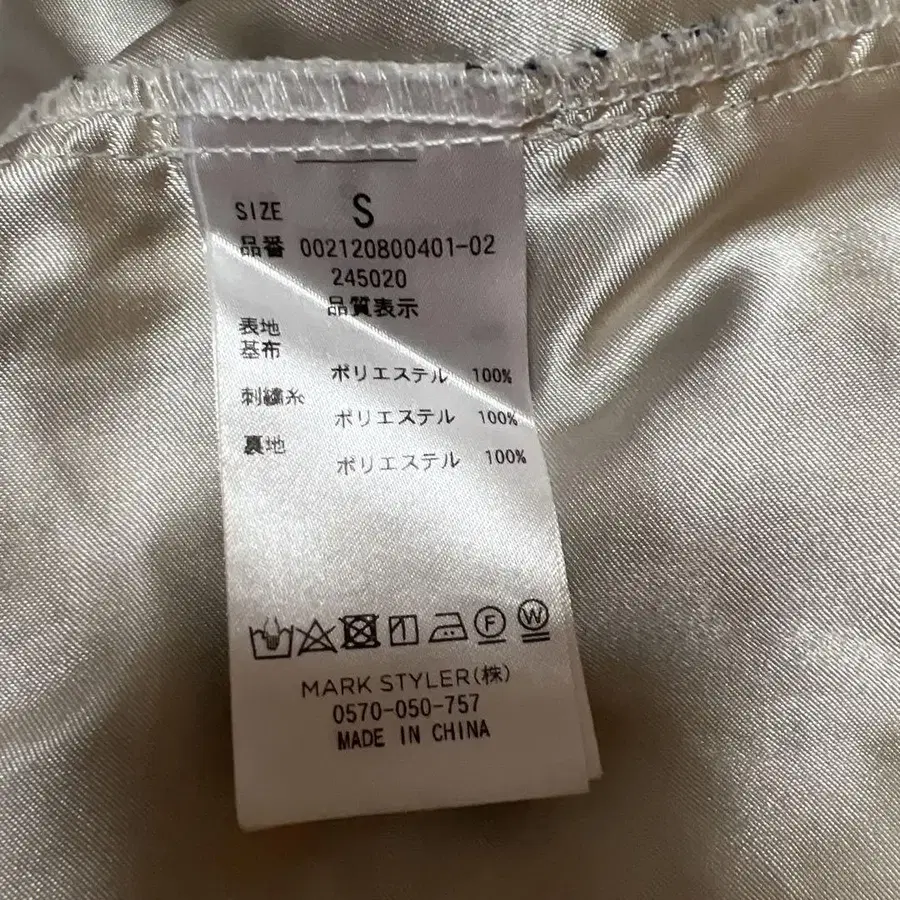 SIZE S
品番 002120800401-02
245020
品質表示
表地
基布
ポリエステル 100%
刺繍糸
ポリエステル 100%
裏地
ポリエステル 100%
F W
MARK STYLER(株)
0570-050-757
MADE IN CHINA